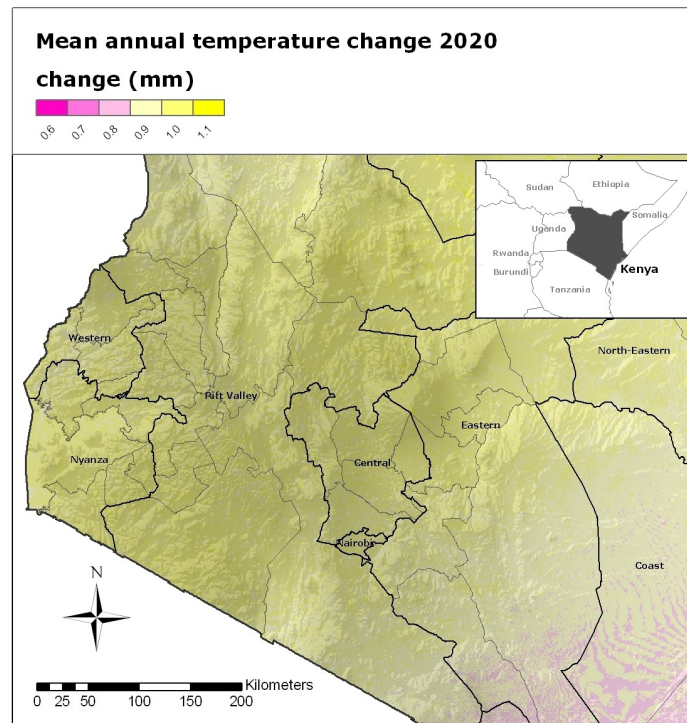 Mean annual temperature change 2020
change (mm)
0.6 0.7 0.8 0.9 1.0 1.1
Sudan
Ethiopia
Uganda
Somalia
Rwanda
Burundi
Kenya
Tanzania
Western
North-Eastern
Rift Valley
Eastern
Nyanza
Central
Nairobi
Coast
N
Kilometers
0 25 50 100 150 200